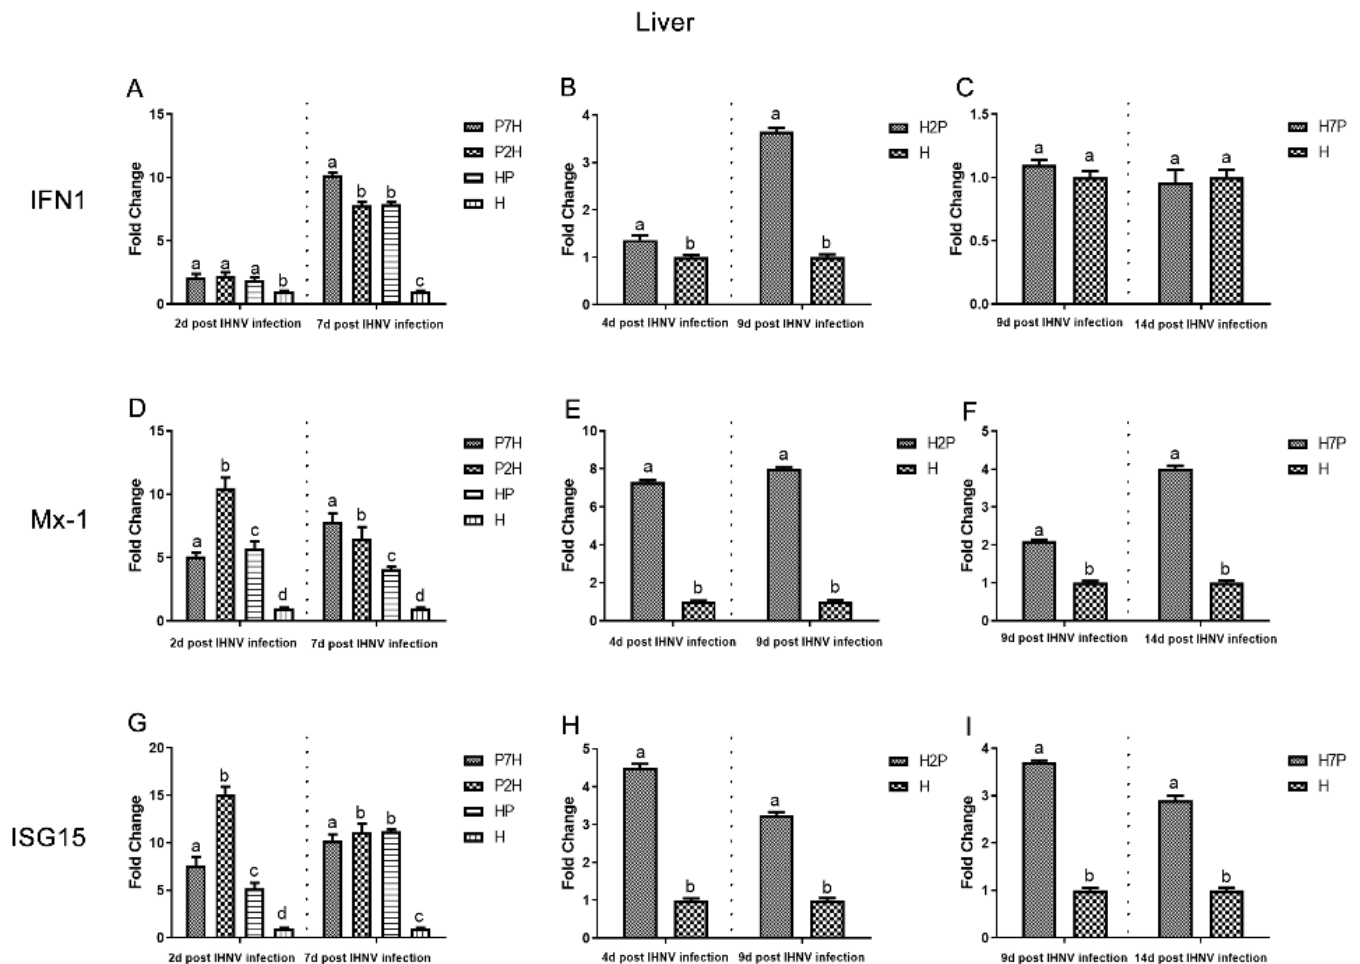 Liver
IFN1
A
Fold Change
15
10
5
0
a
a
a
b
a
b
b
c
2d post IHNV infection
7d post IHNV infection
P7H
P2H
HP
H
B
Fold Change
4
3
2
1
0
a
b
a
b
4d post IHNV infection
9d post IHNV infection
H2P
H
C
Fold Change
1.5
1.0
0.5
0.0
a
a
a
a
9d post IHNV infection
14d post IHNV infection
H7P
H
Mx-1
D
Fold Change
15
10
5
0
a
b
c
d
a
b
c
d
2d post IHNV infection
7d post IHNV infection
P7H
P2H
HP
H
E
Fold Change
10
8
6
4
2
0
a
b
a
b
4d post IHNV infection
9d post IHNV infection
H2P
H
F
Fold Change
5
4
3
2
1
0
a
b
a
b
9d post IHNV infection
14d post IHNV infection
H7P
H
ISG15
G
Fold Change
20
15
10
5
0
a
b
c
d
a
b
b
c
2d post IHNV infection
7d post IHNV infection
P7H
P2H
HP
H
H
Fold Change
5
4
3
2
1
0
a
b
a
b
4d post IHNV infection
9d post IHNV infection
H2P
H
I
Fold Change
4
3
2
1
0
a
b
a
b
9d post IHNV infection
14d post IHNV infection
H7P
H